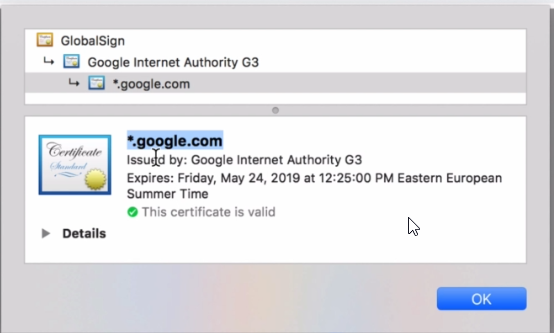 GlobalSign
Google Internet Authority G3
*.google.com
Certificate
Standard
*.google.com
Issued by: Google Internet Authority G3
Expires: Friday, May 24, 2019 at 12:25:00 PM Eastern European
Summer Time
This certificate is valid
Details
OK